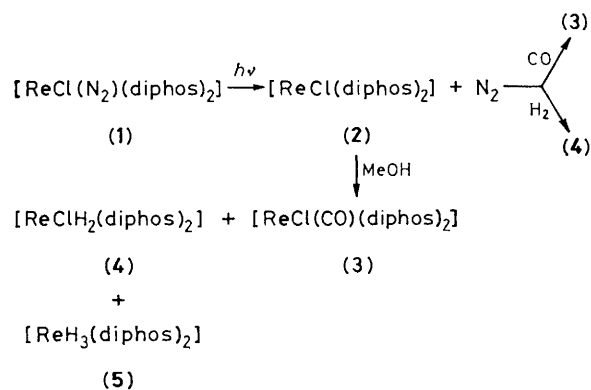 (3)
CO
[ReCl(N₂)(diphos)₂] hν [ReCl(diphos)₂] + N₂
H₂
(1) (2) (4)
MeOH
[ReClH₂(diphos)₂] + [ReCl(CO)(diphos)₂]
(4) (3)
+
[ReH₃(diphos)₂]
(5)